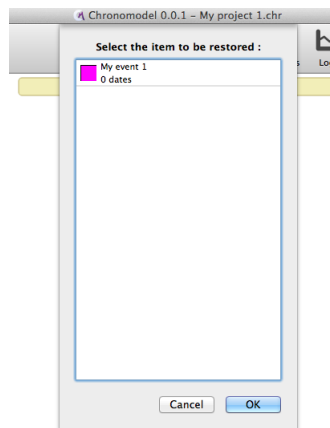 Chronomodel 0.0.1 – My project 1.chr
Select the item to be restored :
My event 1
0 dates
Cancel
OK